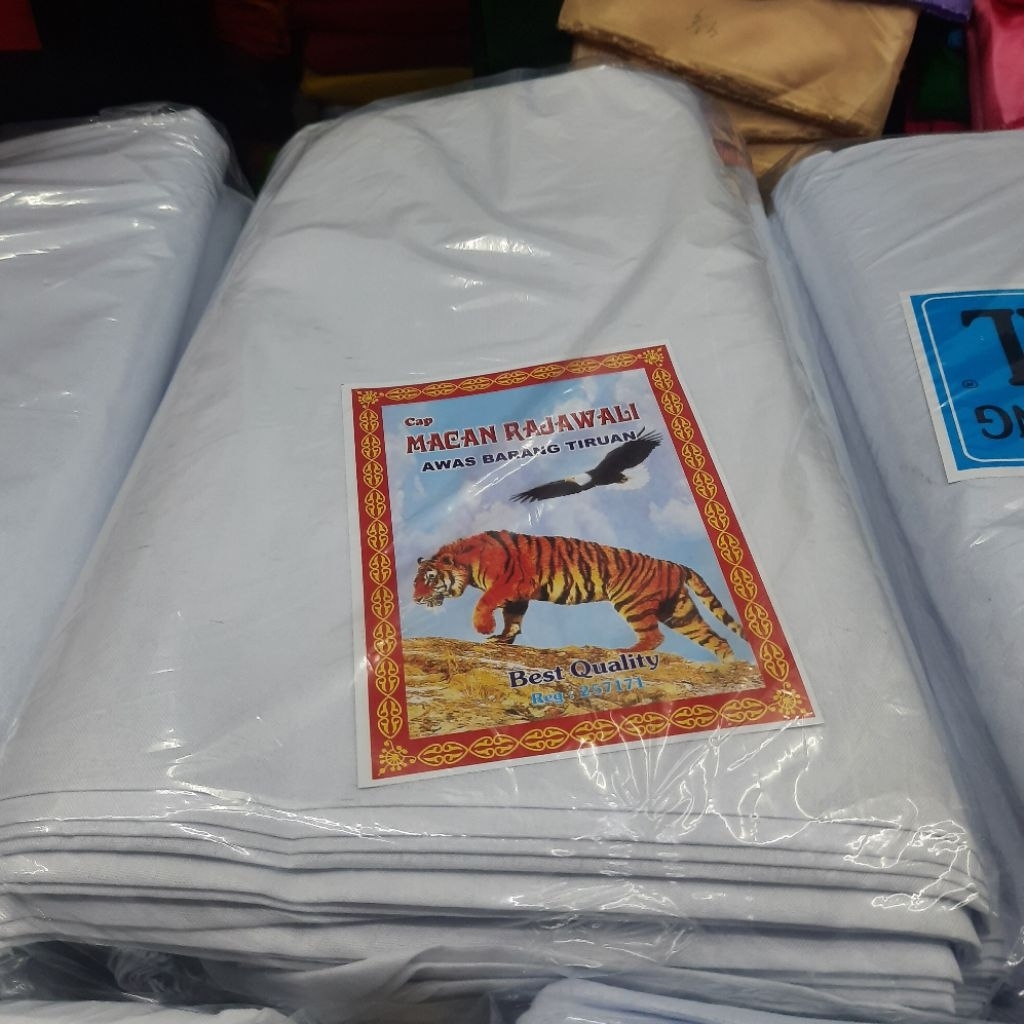 Cap
MACAN RAJAWALI
AWAS BARANG TIRUAN
Best Quality
Reg : 257171